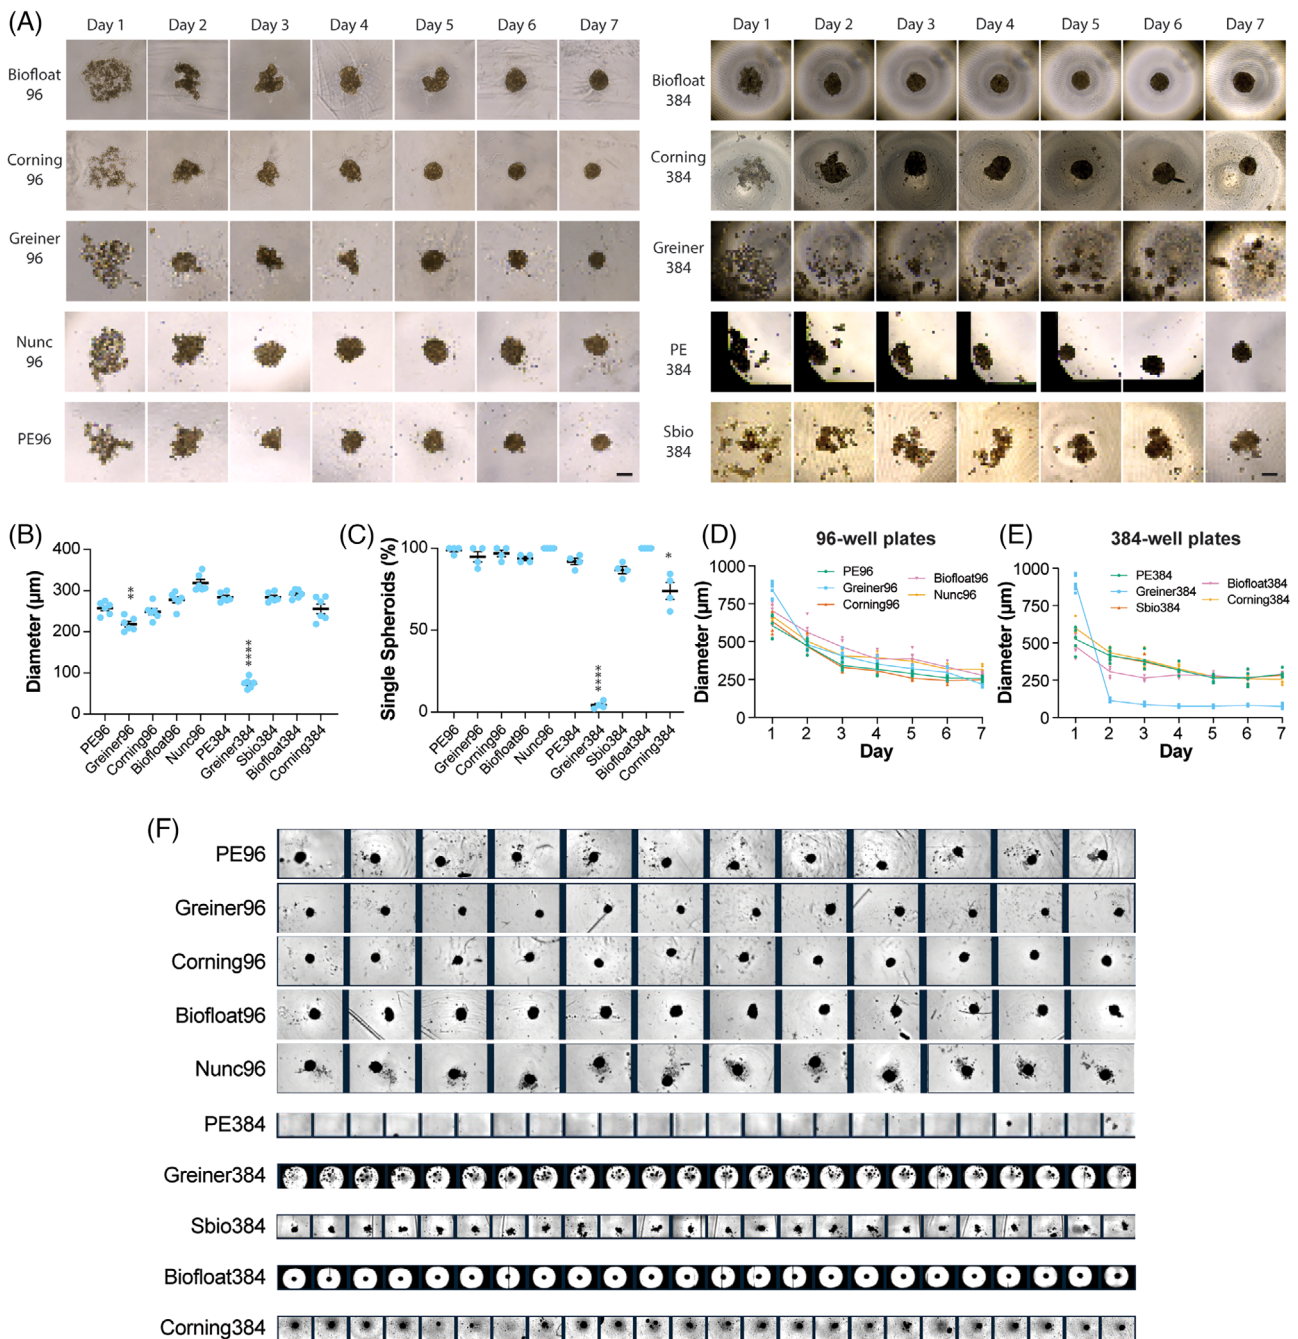 (A)
Day 1 Day 2 Day 3 Day 4 Day 5 Day 6 Day 7
Biofloat
96
Corning
96
Greiner
96
Nunc
96
PE96
Day 1 Day 2 Day 3 Day 4 Day 5 Day 6 Day 7
Biofloat
384
Corning
384
Greiner
384
PE
384
Sbio
384
(B)
Diameter (µm)
400
300
200
100
0
**
****
PE96
Greiner96
Corning96
Biofloat96
Nunc96
PE384
Greiner384
Sbio384
Biofloat384
Corning384
(C)
Single Spheroids (%)
100
50
0
****
*
PE96
Greiner96
Corning96
Biofloat96
Nunc96
PE384
Greiner384
Sbio384
Biofloat384
Corning384
(D)
96-well plates
Diameter (µm)
1000
750
500
250
0
PE96
Greiner96
Corning96
Biofloat96
Nunc96
1 2 3 4 5 6 7
Day
(E)
384-well plates
Diameter (µm)
1000
750
500
250
0
PE384
Greiner384
Sbio384
Biofloat384
Corning384
1 2 3 4 5 6 7
Day
(F)
PE96
Greiner96
Corning96
Biofloat96
Nunc96
PE384
Greiner384
Sbio384
Biofloat384
Corning384